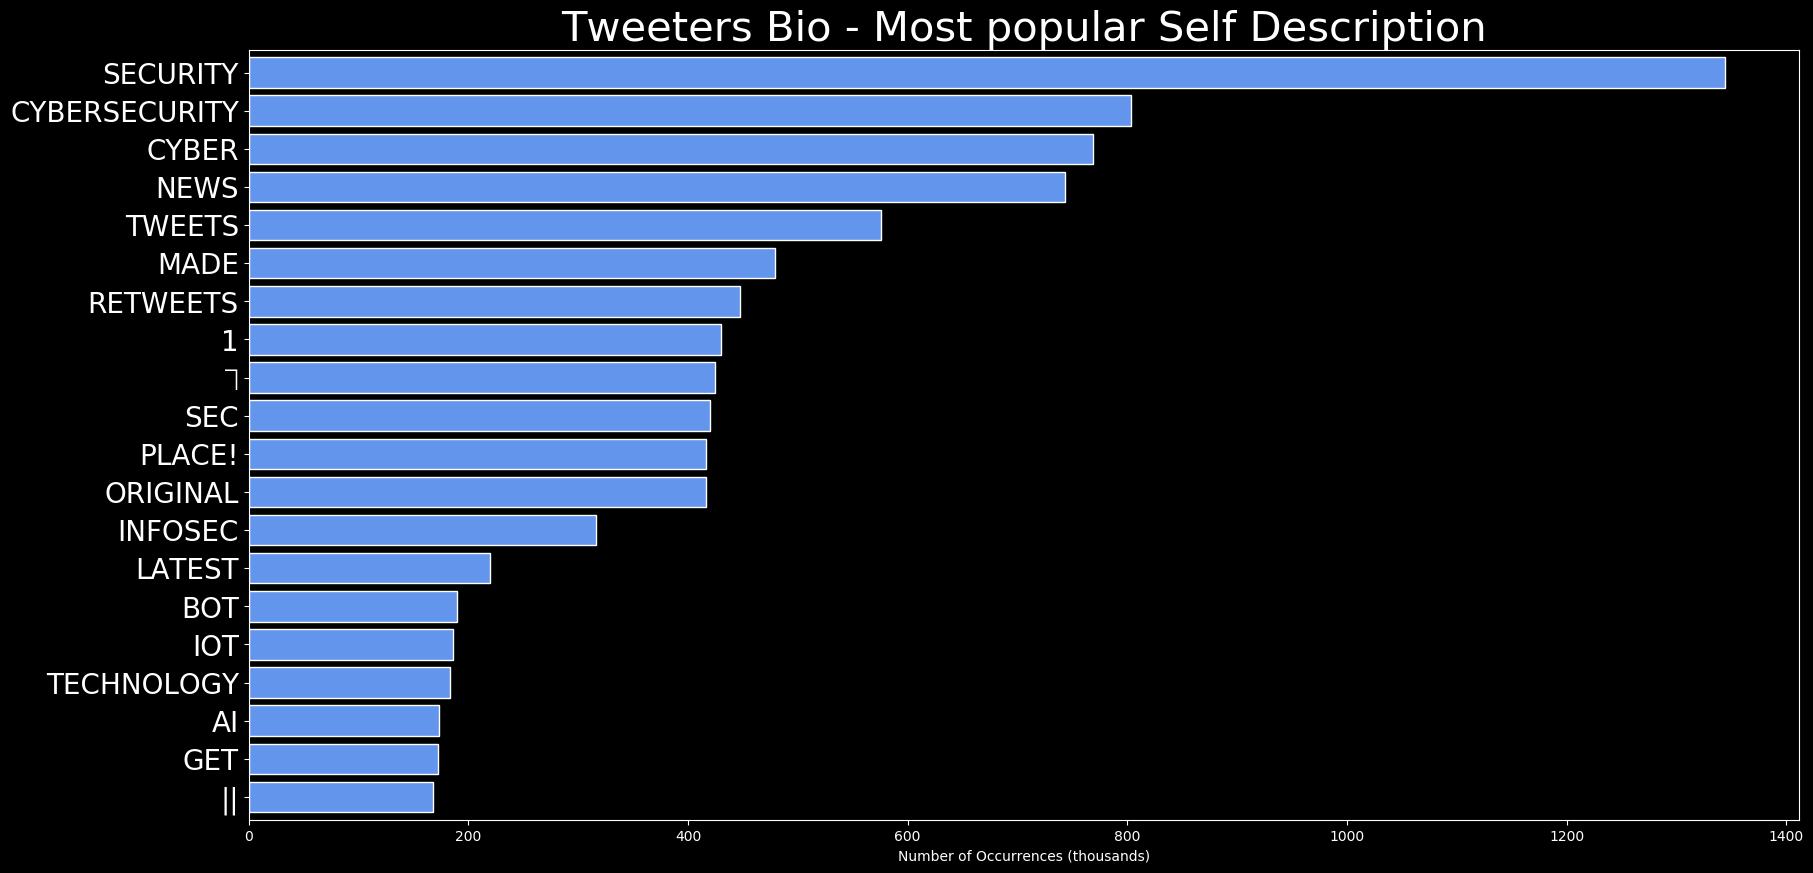 Tweeters Bio - Most popular Self Description
SECURITY
CYBERSECURITY
CYBER
NEWS
TWEETS
MADE
RETWEETS
1
SEC
PLACE!
ORIGINAL
INFOSEC
LATEST
BOT
IOT
TECHNOLOGY
AI
GET
||
0 200 400 600 800 1000 1200 1400
Number of Occurrences (thousands)